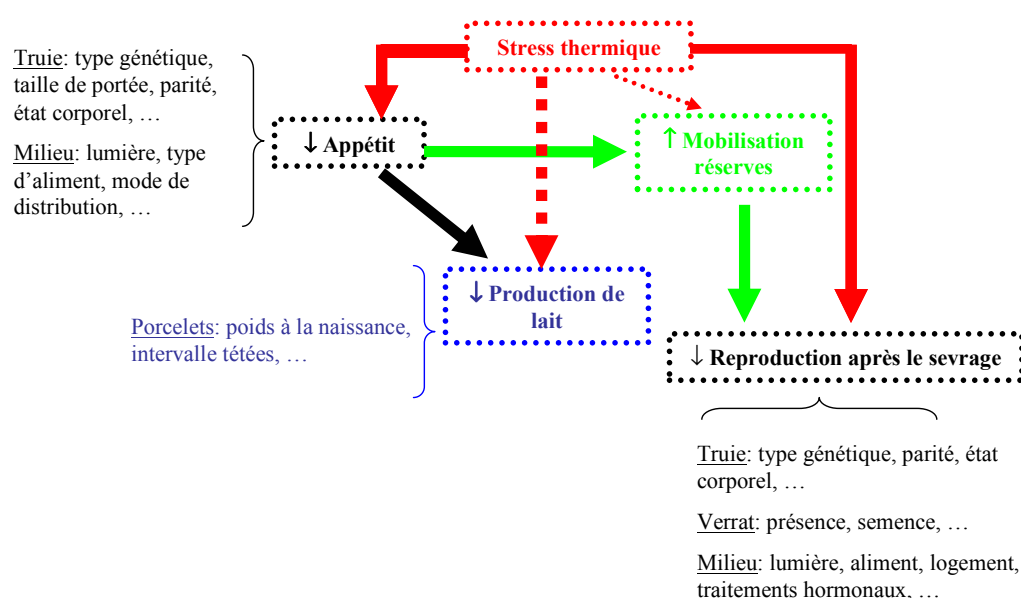 Stress thermique
Truie: type génétique,
taille de portée, parité,
état corporel, …
Milieu: lumière, type
d’aliment, mode de
distribution, …
↓ Appétit
↑ Mobilisation
réserves
↓ Production de
lait
Porcelets: poids à la naissance,
intervalle tétées, …
↓ Reproduction après le sevrage
Truie: type génétique, parité, état
corporel, …
Verrat: présence, semence, …
Milieu: lumière, aliment, logement,
traitements hormonaux, …